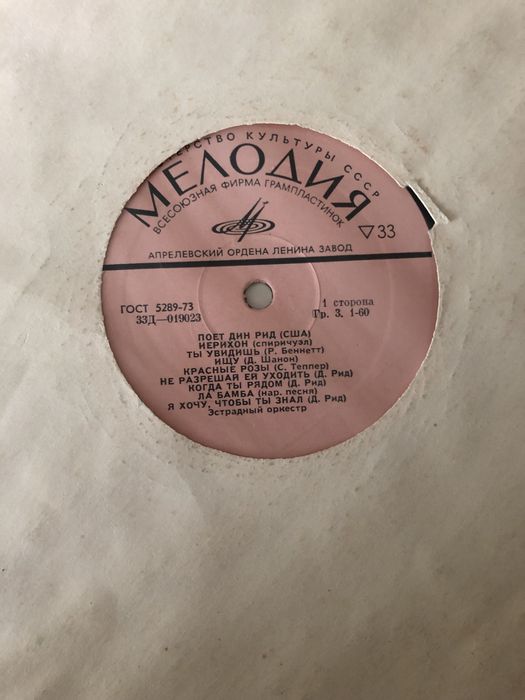 МИНИСТЕРСТВО КУЛЬТУРЫ СССР
МЕЛОДИЯ
ВСЕСОЮЗНАЯ ФИРМА ГРАМПЛАСТИНОК
▽33
АПРЕЛЕВСКИЙ ОРДЕНА ЛЕНИНА ЗАВОД
ГОСТ 5289-73
33Д—019023
1 сторона
Гр. 3. 1-60
ПОЕТ ДИН РИД (США)
ИЕРИХОН (спиричуэл)
ТЫ УВИДИШЬ (Р. Беннетт)
ИЩУ (Д. Шанон)
КРАСНЫЕ РОЗЫ (С. Теппер)
НЕ РАЗРЕШАЙ ЕЙ УХОДИТЬ (Д. Рид)
КОГДА ТЫ РЯДОМ (Д. Рид)
ЛА БАМБА (нар. песня)
Я ХОЧУ, ЧТОБЫ ТЫ ЗНАЛ (Д. Рид)
Эстрадный оркестр